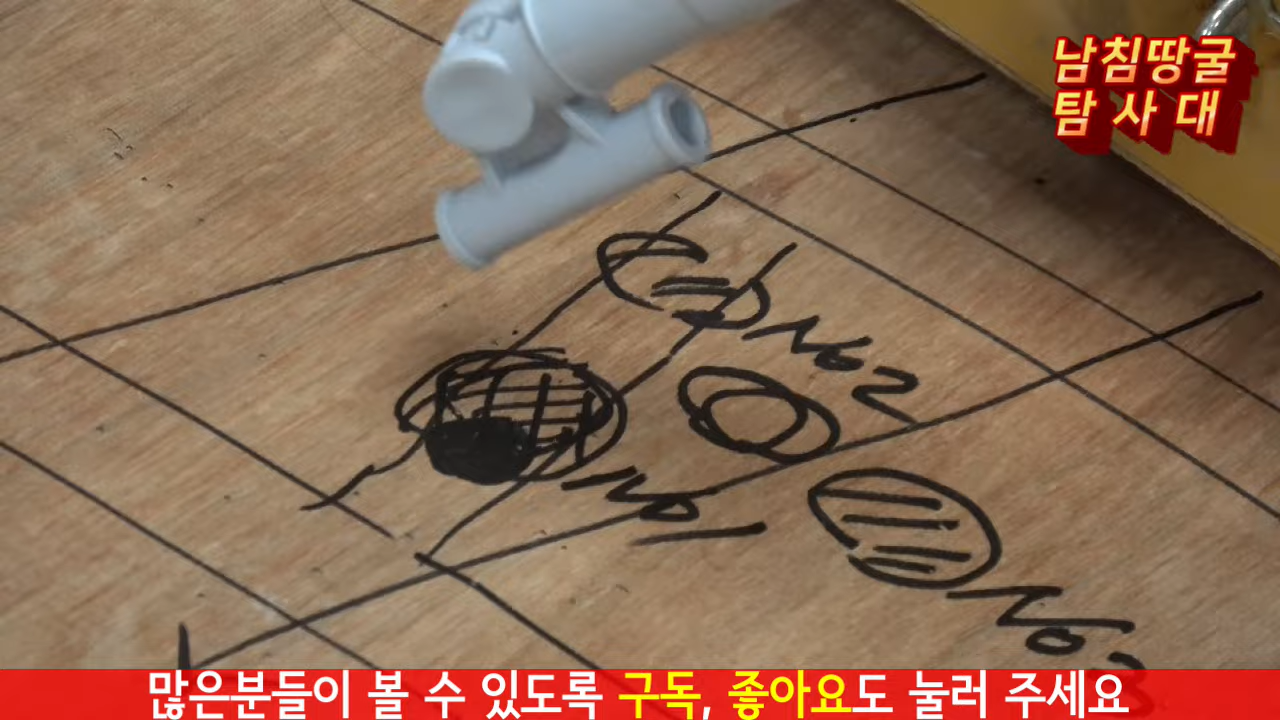 남침땅굴
탐사대
No2
No1
No3
많은분들이 볼 수 있도록 구독, 좋아요도 눌러 주세요